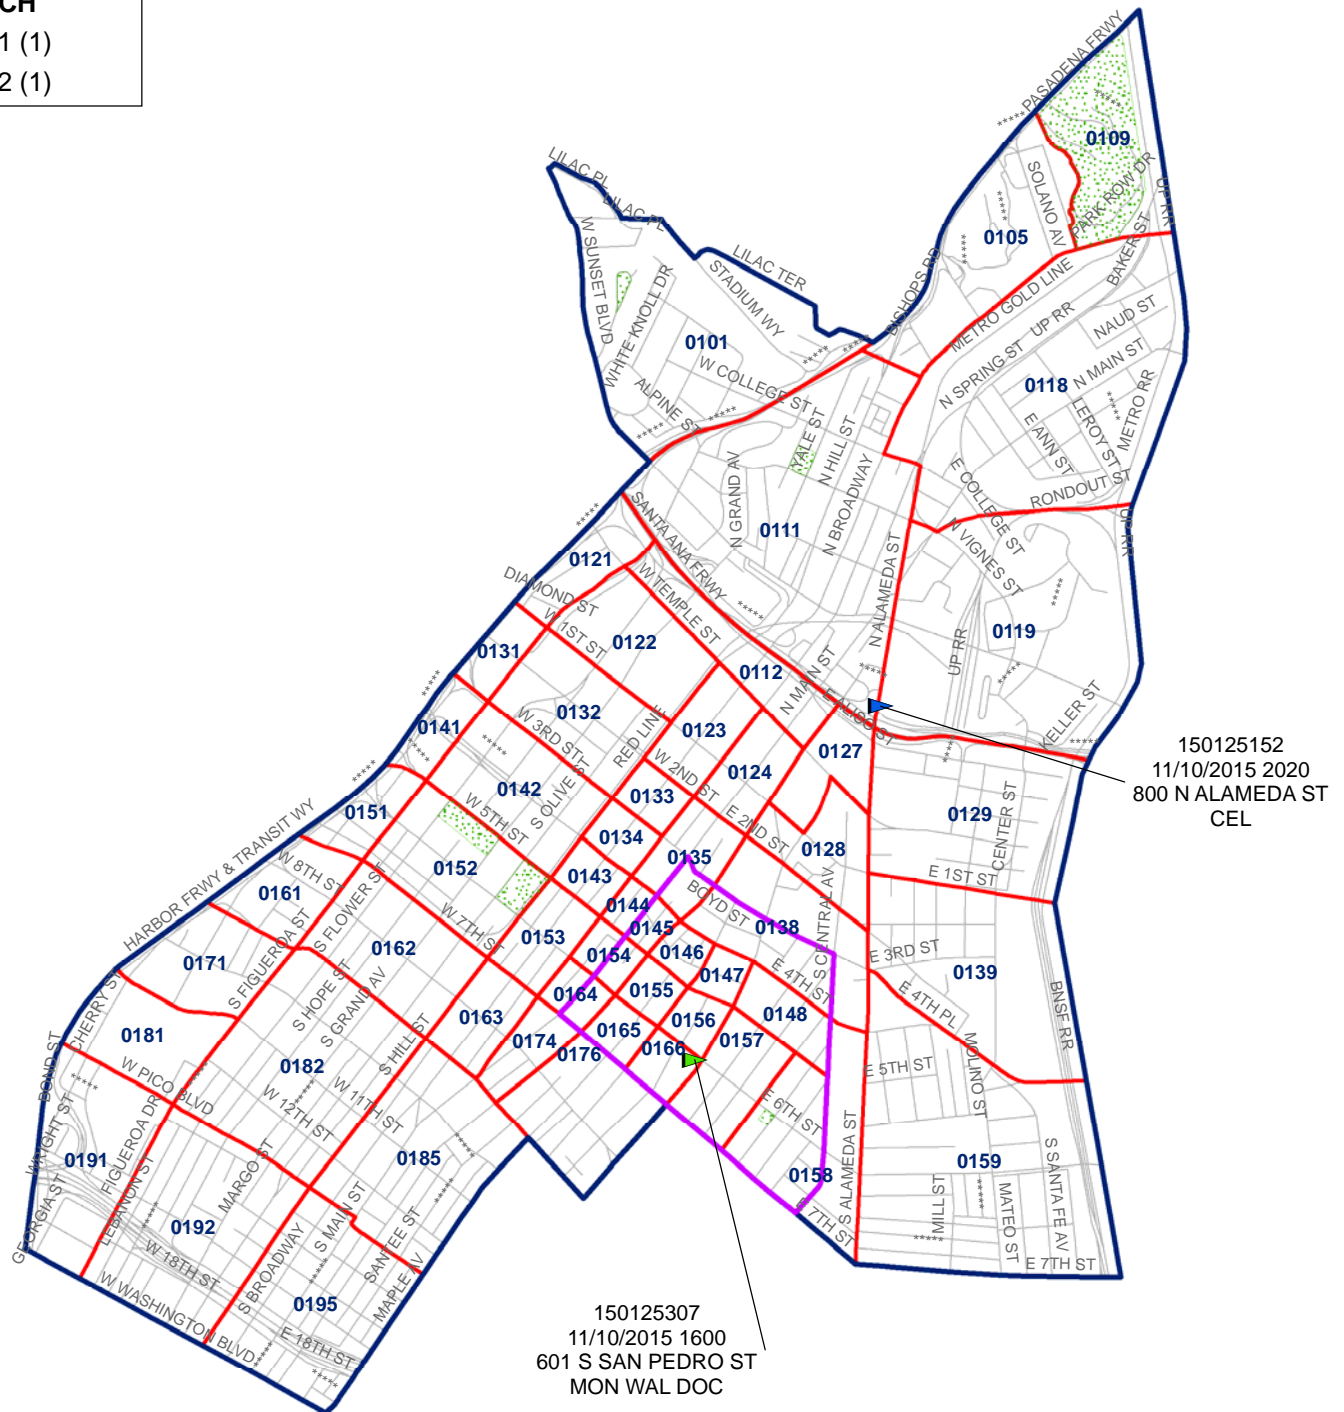 CH
1 (1)
2 (1)
PASADENA FRWY
*****
*****
0109
LILAC PL
LILAC PL
SOLANO AV
PARK ROW DR
UP RR
*****
0105
*****
BAKER ST
W SUNSET BLVD
LILAC TER
STADIUM WY
BISHOPS RD
METRO GOLD LINE
WHITE KNOLL DR
UP RR
NAUD ST
0101
*****
*****
N SPRING ST
N MAIN ST
W COLLEGE ST
0118
METRO RR
ALPINE ST
*****
*****
YALE ST
N HILL ST
LEROY ST
*****
E ANN ST
N GRAND AV
N BROADWAY
E COLLEGE ST
RONDOUT ST
ST
SANTA ANA FRWY
*****
0111
N VIGNES ST
UP RR
0121
N ALAMEDA ST
DIAMOND ST
W TEMPLE ST
*****
*****
W 1ST ST
0122
0119
0131
UP RR
0112
N MAIN ST
*****
*****
*****
E ALISO ST
KELLER ST
0132
0141
W 3RD ST
RED LINE
0123
*****
*****
0127
*****
*****
150125152
11/10/2015 2020
800 N ALAMEDA ST
CEL
*****
0142
S OLIVE ST
W 2ND ST
0124
0133
0151
W 5TH ST
E 2ND ST
0129
CENTER ST
HARBOR FRWY & TRANSIT WY
0134
0135
0128
W 8TH ST
0152
0143
E 1ST ST
0161
S FLOWER ST
BOYD ST
S CENTRAL AV
0144
W 7TH ST
0145
0138
S FIGUEROA ST
0162
0153
0154
0146
E 3RD ST
0171
0147
E 4TH ST
0139
S HOPE ST
S GRAND AV
0164
0155
E 4TH PL
BNSF RR
CHERRY ST
0163
0156
0148
0181
S HILL ST
0174
0165
0157
BOND ST
0176
0166
0182
E 5TH ST
MOLINO ST
W PICO BLVD
*****
*****
W 11TH ST
WRIGHT ST
FIGUEROA DR
*****
W 12TH ST
E 6TH ST
0191
*****
0185
S ALAMEDA ST
0159
S SANTA FE AV
MARGO ST
0158
GEORGIA ST
LEBANON ST
*****
*****
S MAIN ST
MILL ST
*****
MATEO ST
0192
E 7TH ST
SANTEE ST
*****
W 18TH ST
S BROADWAY
*****
MAPLE AV
E 7TH ST
W WASHINGTON BLVD
0195
E 18TH ST
*****
*****
150125307
11/10/2015 1600
601 S SAN PEDRO ST
MON WAL DOC